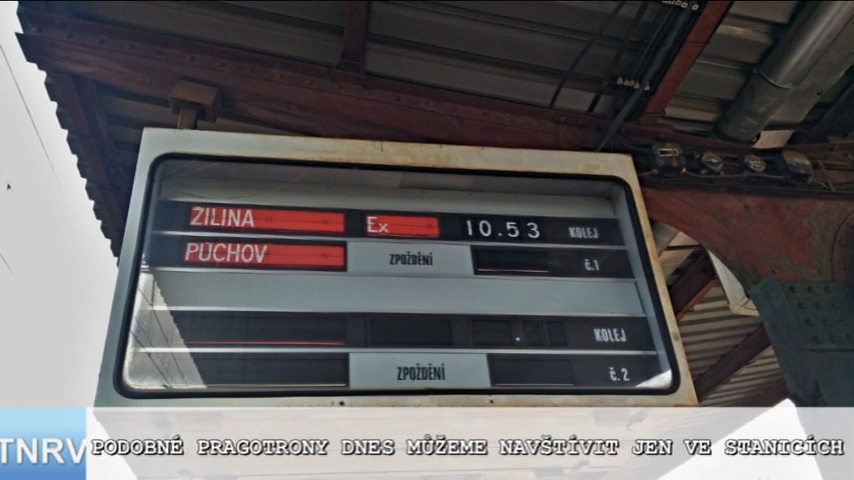 ŽILINA Ex 10.53 KOLEJ
PÚCHOV ZPOŽDĚNÍ č.1
KOLEJ
ZPOŽDĚNÍ č.2
TNRV PODOBNÉ PRAGOTRONY DNES MŮŽEME NAVŠTÍVIT JEN VE STANICÍCH